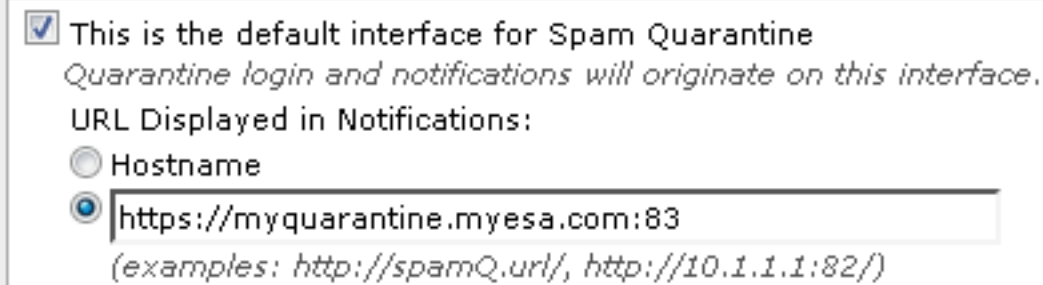 This is the default interface for Spam Quarantine
Quarantine login and notifications will originate on this interface.
URL Displayed in Notifications:
Hostname
https://myquarantine.myesa.com:83
(examples: http://spamQ.url/, http://10.1.1.1:82/)